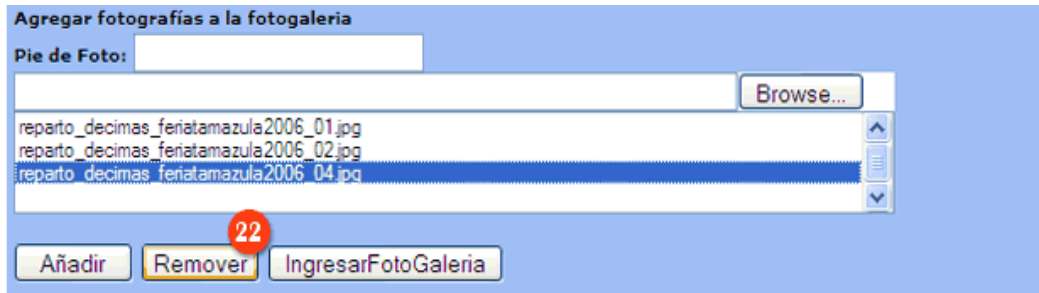 Agregar fotografías a la fotogaleria
Pie de Foto:
Browse...
reparto_decimas_feriatamazula2006_01.jpg
reparto_decimas_feriatamazula2006_02.jpg
reparto_decimas_feriatamazula2006_04.jpg
22
Añadir Remover IngresarFotoGaleria